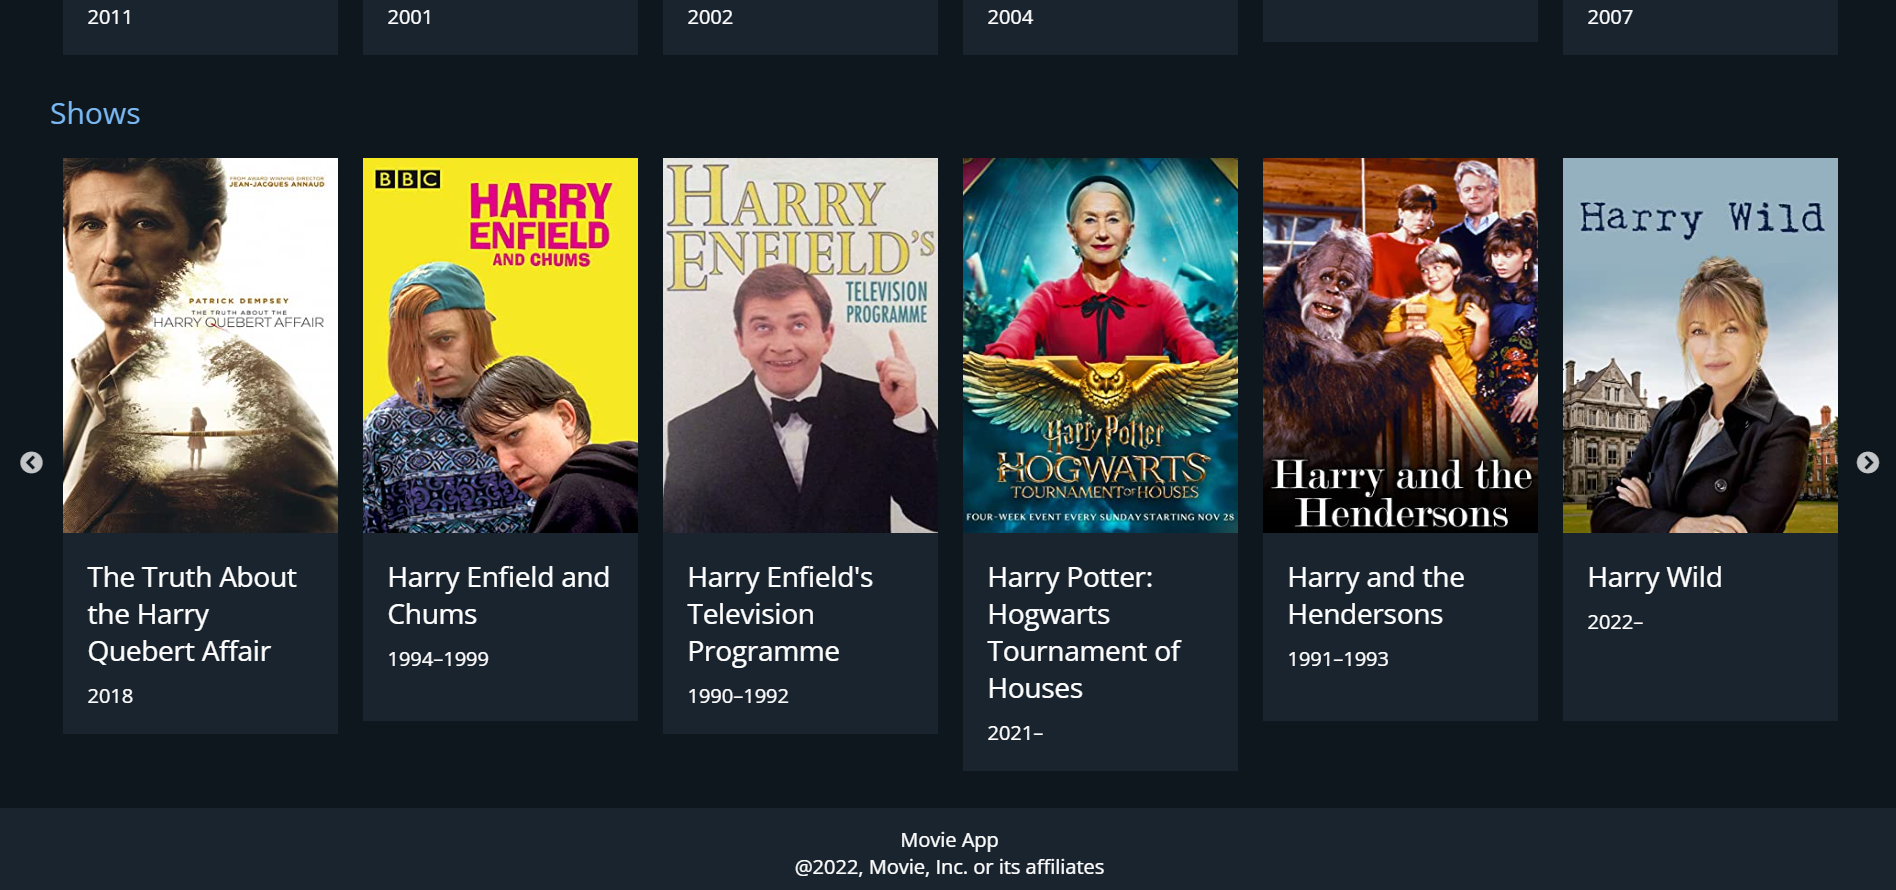 2011
2001
2002
2004
2007
Shows
FROM AWARD WINNING DIRECTOR
JEAN-JACQUES ANNAUD
PATRICK DEMPSEY
THE TRUTH ABOUT THE
HARRY QUEBERT AFFAIR
BBC
HARRY
ENFIELD
AND CHUMS
HARRY
ENFIELD'S
TELEVISION
PROGRAMME
Harry Potter
HOGWARTS
TOURNAMENT OF HOUSES
FOUR-WEEK EVENT EVERY SUNDAY STARTING NOV 28
Harry and the
Hendersons
Harry Wild
The Truth About
the Harry
Quebert Affair
2018
Harry Enfield and
Chums
1994–1999
Harry Enfield's
Television
Programme
1990–1992
Harry Potter:
Hogwarts
Tournament of
Houses
2021–
Harry and the
Hendersons
1991–1993
Harry Wild
2022–
Movie App
@2022, Movie, Inc. or its affiliates